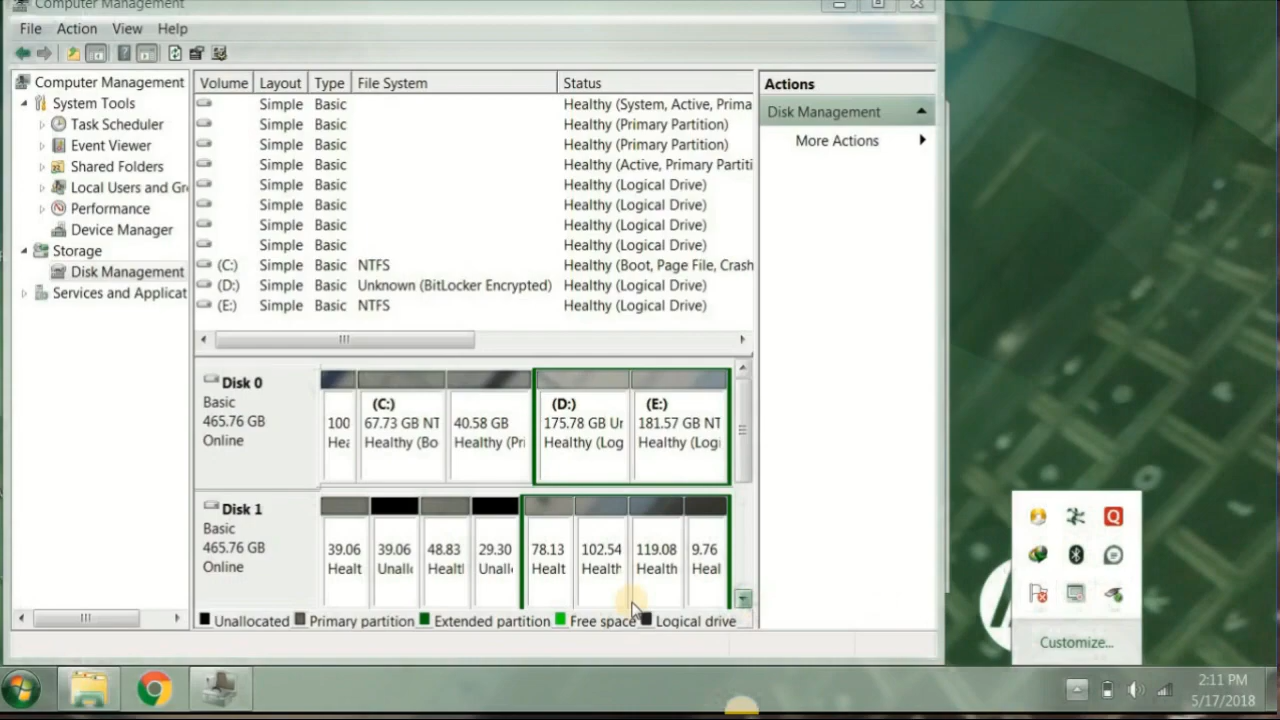 Computer Management
File Action View Help
Computer Management
System Tools
Task Scheduler
Event Viewer
Shared Folders
Local Users and Gr
Performance
Device Manager
Storage
Disk Management
Services and Applicat
Volume Layout Type File System Status
Simple Basic Healthy (System, Active, Prima
Simple Basic Healthy (Primary Partition)
Simple Basic Healthy (Primary Partition)
Simple Basic Healthy (Active, Primary Partiti
Simple Basic Healthy (Logical Drive)
Simple Basic Healthy (Logical Drive)
Simple Basic Healthy (Logical Drive)
Simple Basic Healthy (Logical Drive)
(C:) Simple Basic NTFS Healthy (Boot, Page File, Crash
(D:) Simple Basic Unknown (BitLocker Encrypted) Healthy (Logical Drive)
(E:) Simple Basic NTFS Healthy (Logical Drive)
Actions
Disk Management
More Actions
Disk 0
Basic
465.76 GB
Online
100
Hea
(C:)
67.73 GB NT
Healthy (Bo
40.58 GB
Healthy (Pri
(D:)
175.78 GB Ur
Healthy (Log
(E:)
181.57 GB NT
Healthy (Logi
Disk 1
Basic
465.76 GB
Online
39.06
Healt
39.06
Unall
48.83
Healt
29.30
Unall
78.13
Healt
102.54
Health
119.08
Health
9.76
Heal
Unallocated Primary partition Extended partition Free space Logical drive
Q
Customize...
2:11 PM
5/17/2018